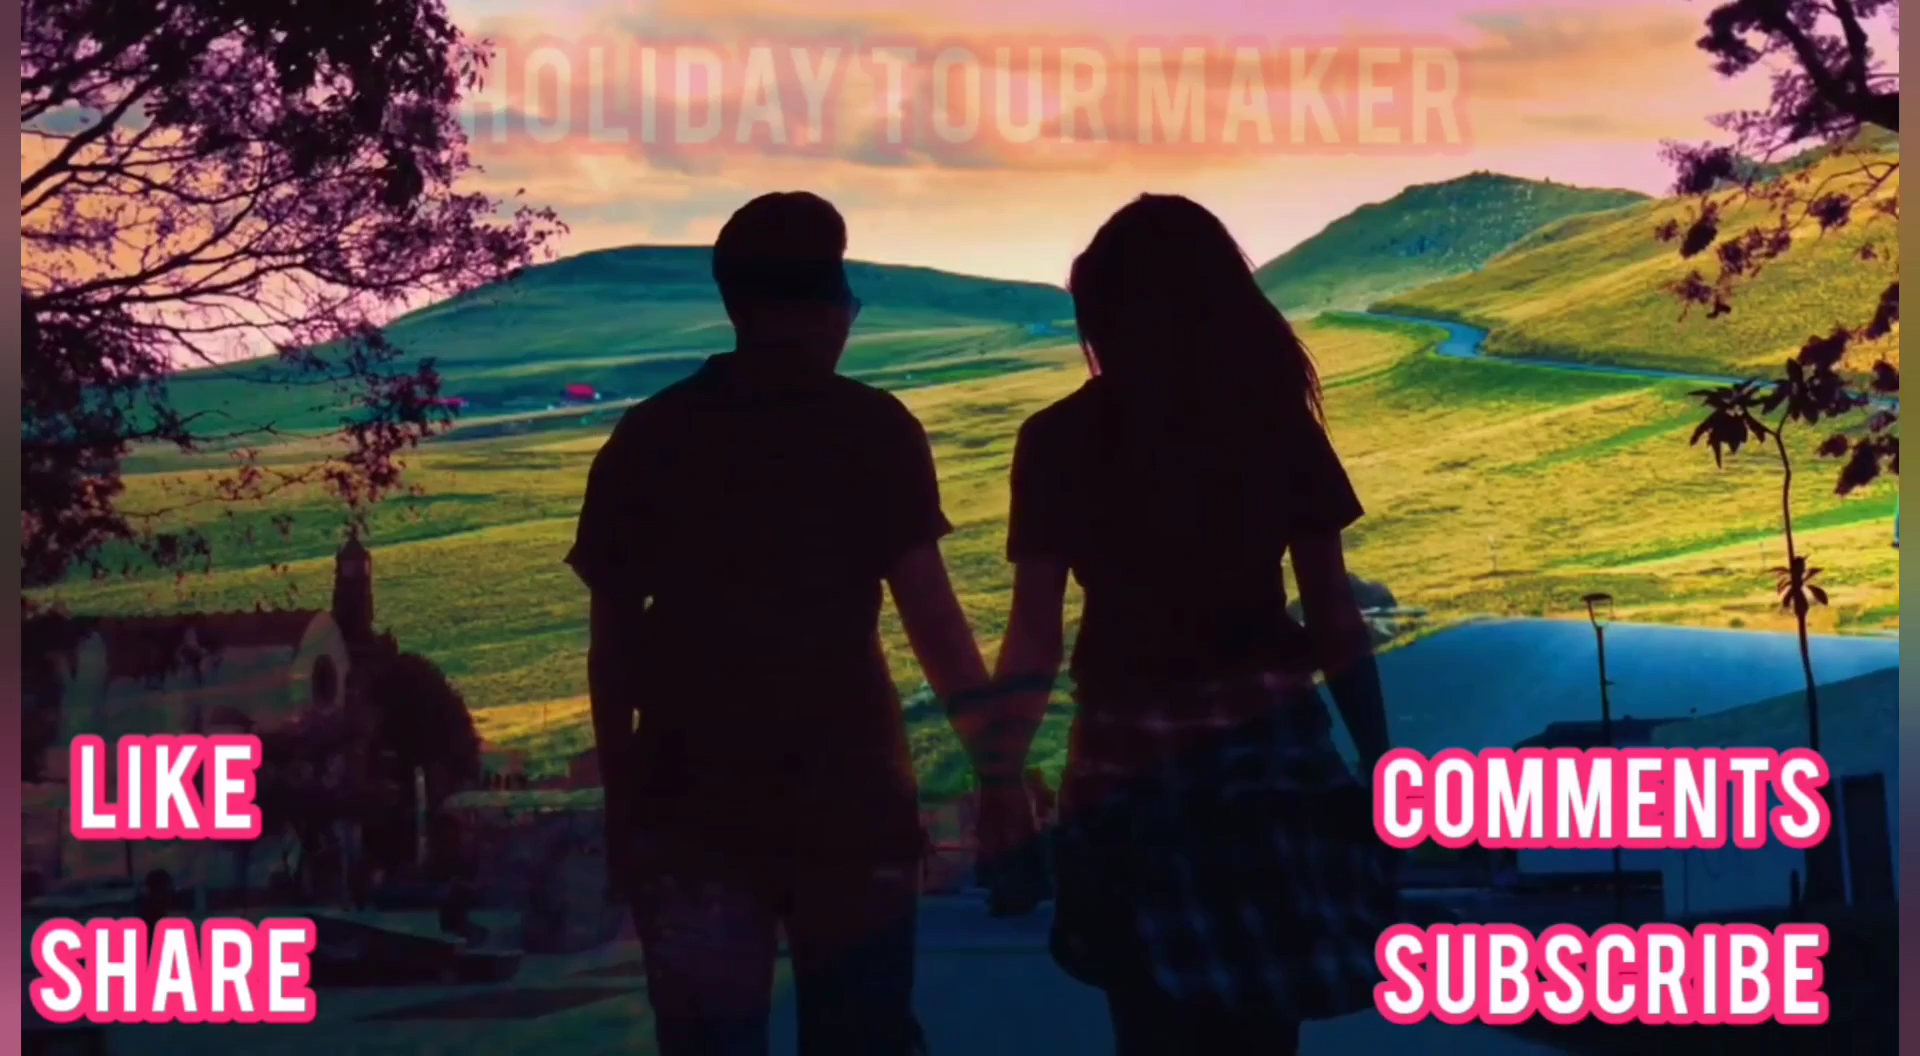 HOLIDAY TOUR MAKER
LIKE
COMMENTS
SHARE
SUBSCRIBE